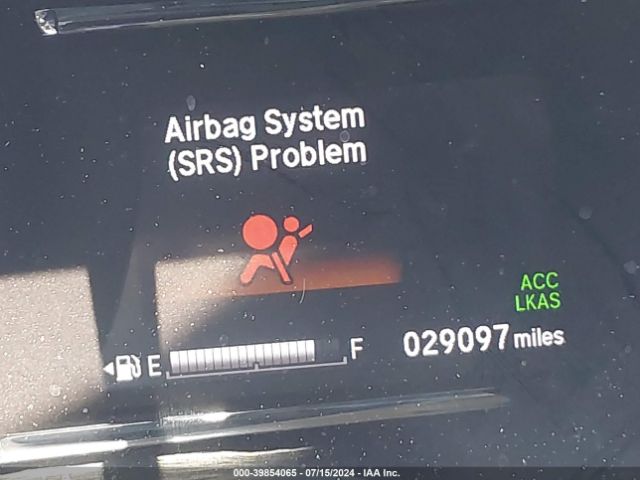 Airbag System
(SRS) Problem
ACC
LKAS
E F
029097 miles
000-39854065 - 07/15/2024 - IAA Inc.